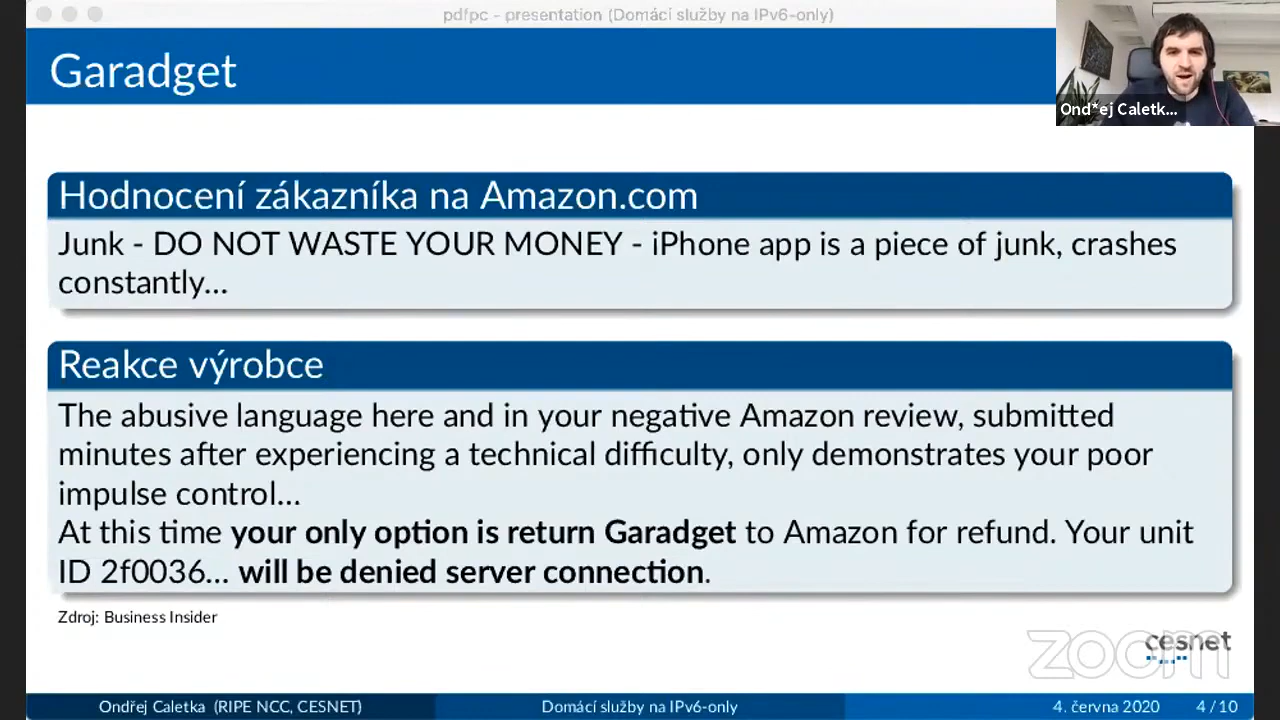 pdfpc - presentation (Domácí služby na IPv6-only)
Garadget
Ond*ej Caletk...
Hodnocení zákazníka na Amazon.com
Junk - DO NOT WASTE YOUR MONEY - iPhone app is a piece of junk, crashes
constantly...
Reakce výrobce
The abusive language here and in your negative Amazon review, submitted
minutes after experiencing a technical difficulty, only demonstrates your poor
impulse control...
At this time your only option is return Garadget to Amazon for refund. Your unit
ID 2f0036... will be denied server connection.
Zdroj: Business Insider
cesnet
zoom
Ondřej Caletka (RIPE NCC, CESNET)
Domácí služby na IPv6-only
4. června 2020
4 / 10